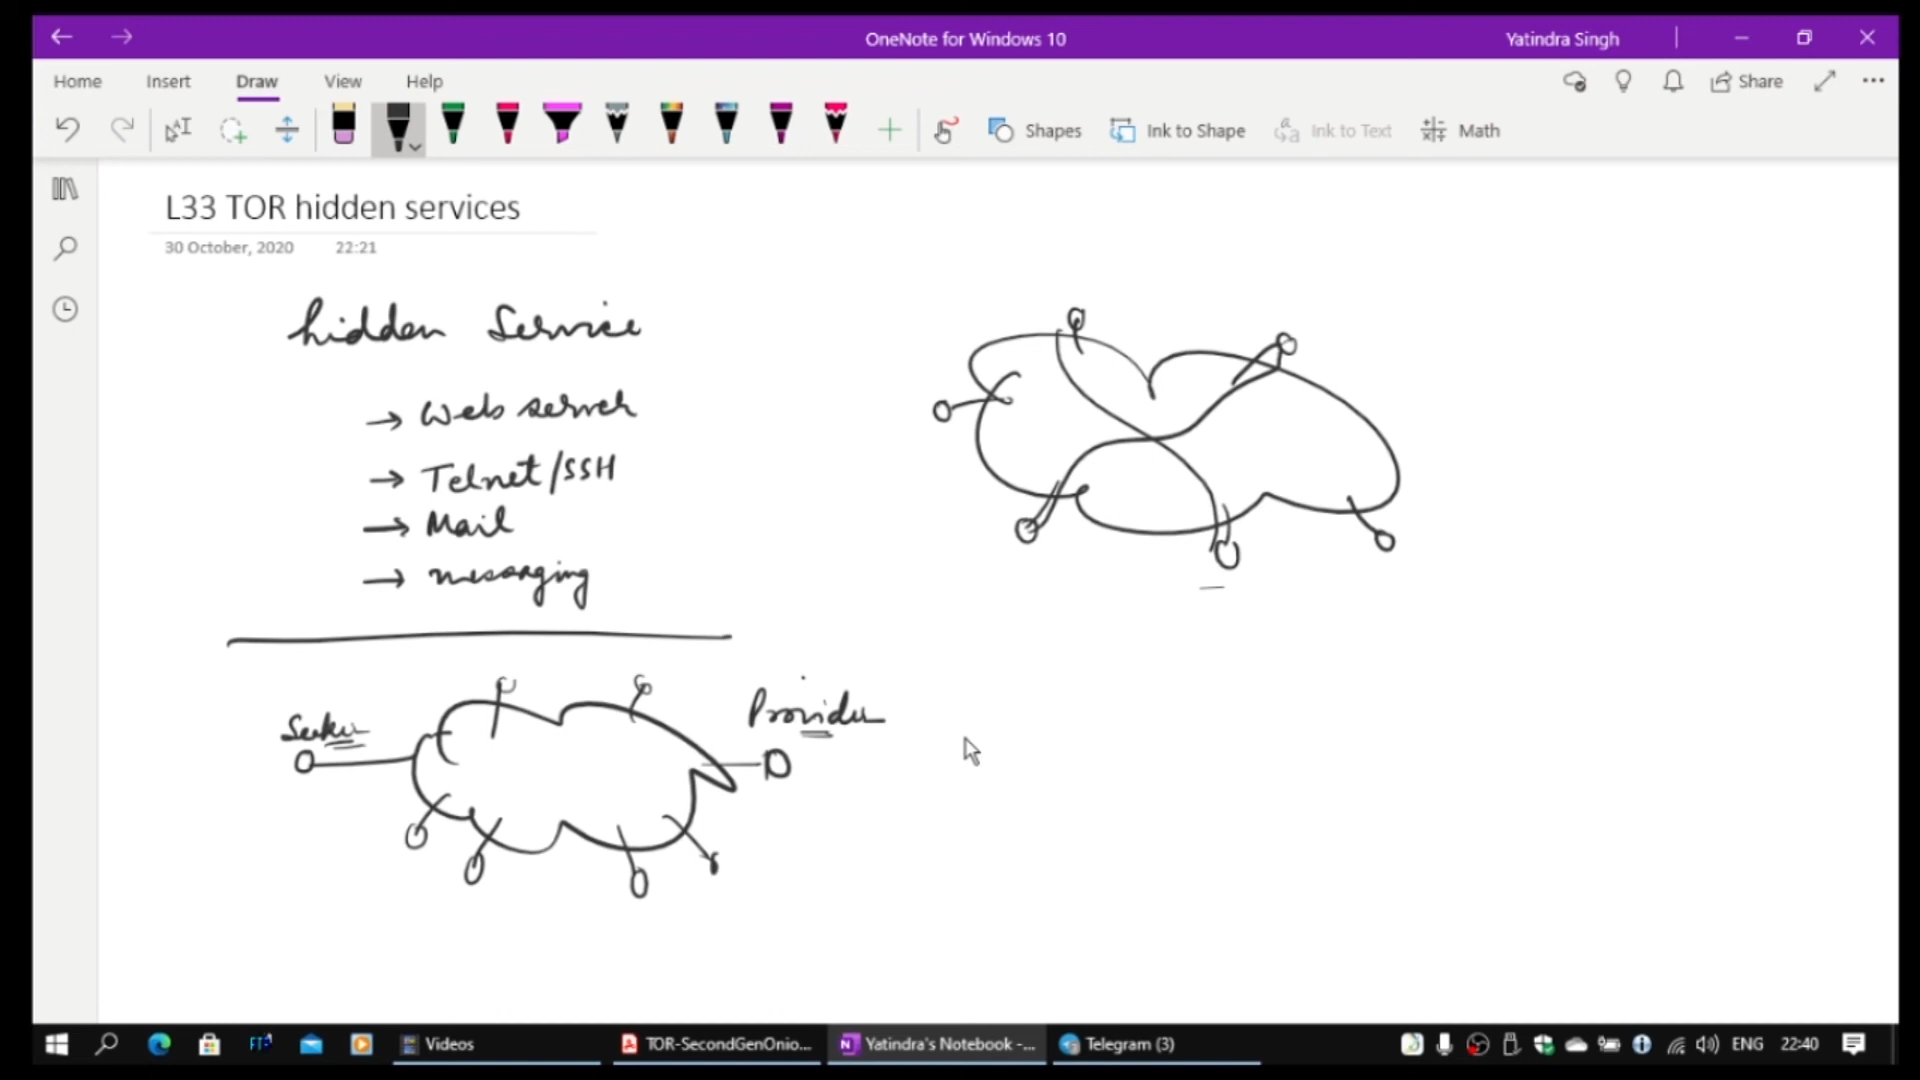 OneNote for Windows 10
Yatindra Singh
Home Insert Draw View Help
Share
Shapes Ink to Shape Ink to Text Math
L33 TOR hidden services
30 October, 2020 22:21
hidden Service
→ Web server
→ Telnet/SSH
→ Mail
→ messaging
Seeker
Provider
Videos
TOR-SecondGenOnio...
Yatindra's Notebook -...
Telegram (3)
ENG 22:40